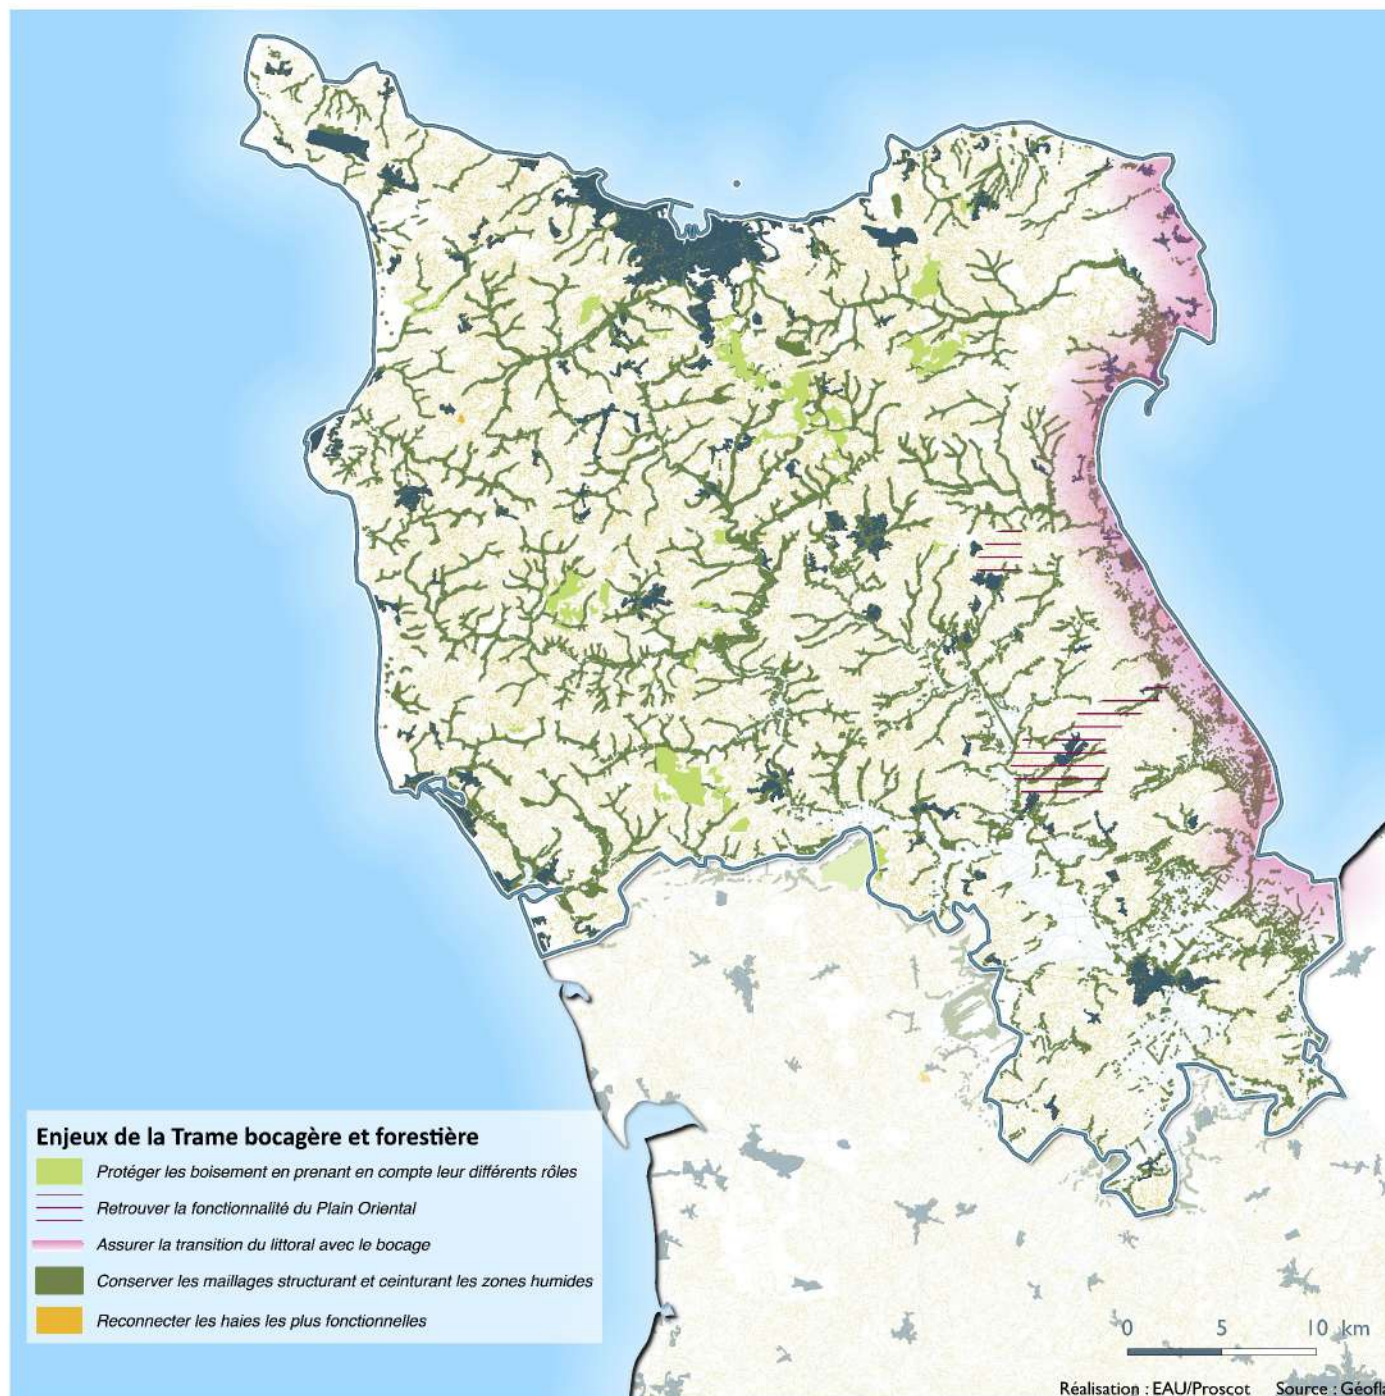 Enjeux de la Trame bocagère et forestière
Protéger les boisement en prenant en compte leur différents rôles
Retrouver la fonctionnalité du Plain Oriental
Assurer la transition du littoral avec le bocage
Conserver les maillages structurant et ceinturant les zones humides
Reconnecter les haies les plus fonctionnelles
0 5 10 km
Réalisation : EAU/Proscot Source : Géofl